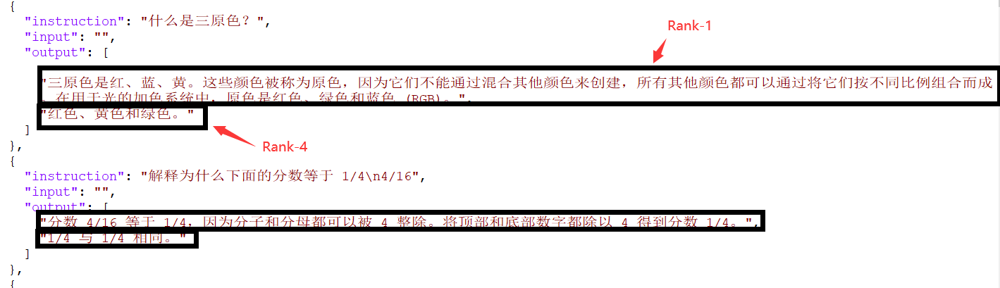 {
"instruction": "什么是三原色？",
"input": "",
"output": [
Rank-1
"三原色是红、蓝、黄。这些颜色被称为原色，因为它们不能通过混合其他颜色来创建，所有其他颜色都可以通过将它们按不同比例组合而成
。在用于光的加色系统中，原色是红色、绿色和蓝色 (RGB)。",
"红色、黄色和绿色。"
]
Rank-4
},
{
"instruction": "解释为什么下面的分数等于 1/4\n4/16",
"input": "",
"output": [
"分数 4/16 等于 1/4，因为分子和分母都可以被 4 整除。将顶部和底部数字都除以 4 得到分数 1/4。",
"1/4 与 1/4 相同。"
]
},
{